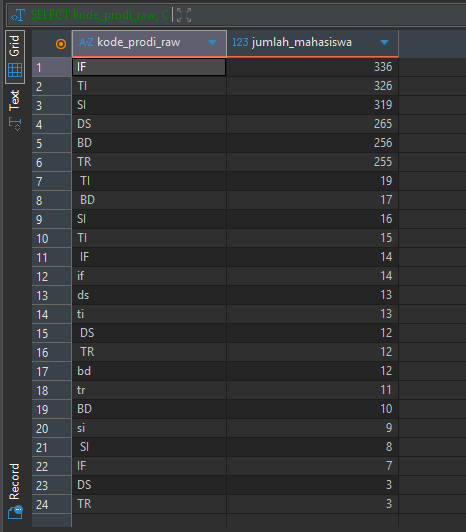 SELECT kode_prodi_raw, C
Grid
Text
Record
A-Z kode_prodi_raw 123 jumlah_mahasiswa
1 IF 336
2 TI 326
3 SI 319
4 DS 265
5 BD 256
6 TR 255
7  TI 19
8  BD 17
9 SI 16
10 TI 15
11  IF 14
12 if 14
13 ds 13
14 ti 13
15  DS 12
16  TR 12
17 bd 12
18 tr 11
19 BD 10
20 si 9
21  SI 8
22 IF 7
23 DS 3
24 TR 3